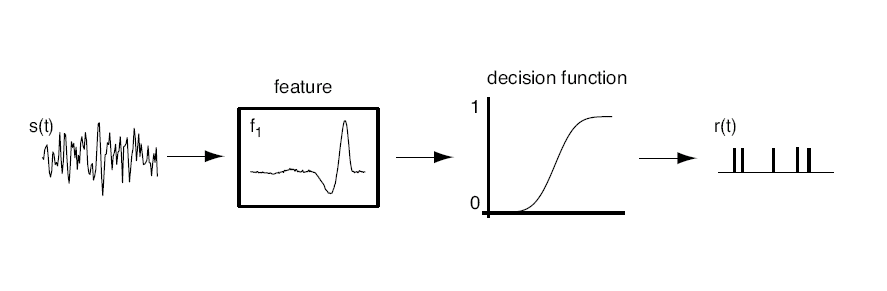 feature
decision function
s(t)
f1
1
0
r(t)